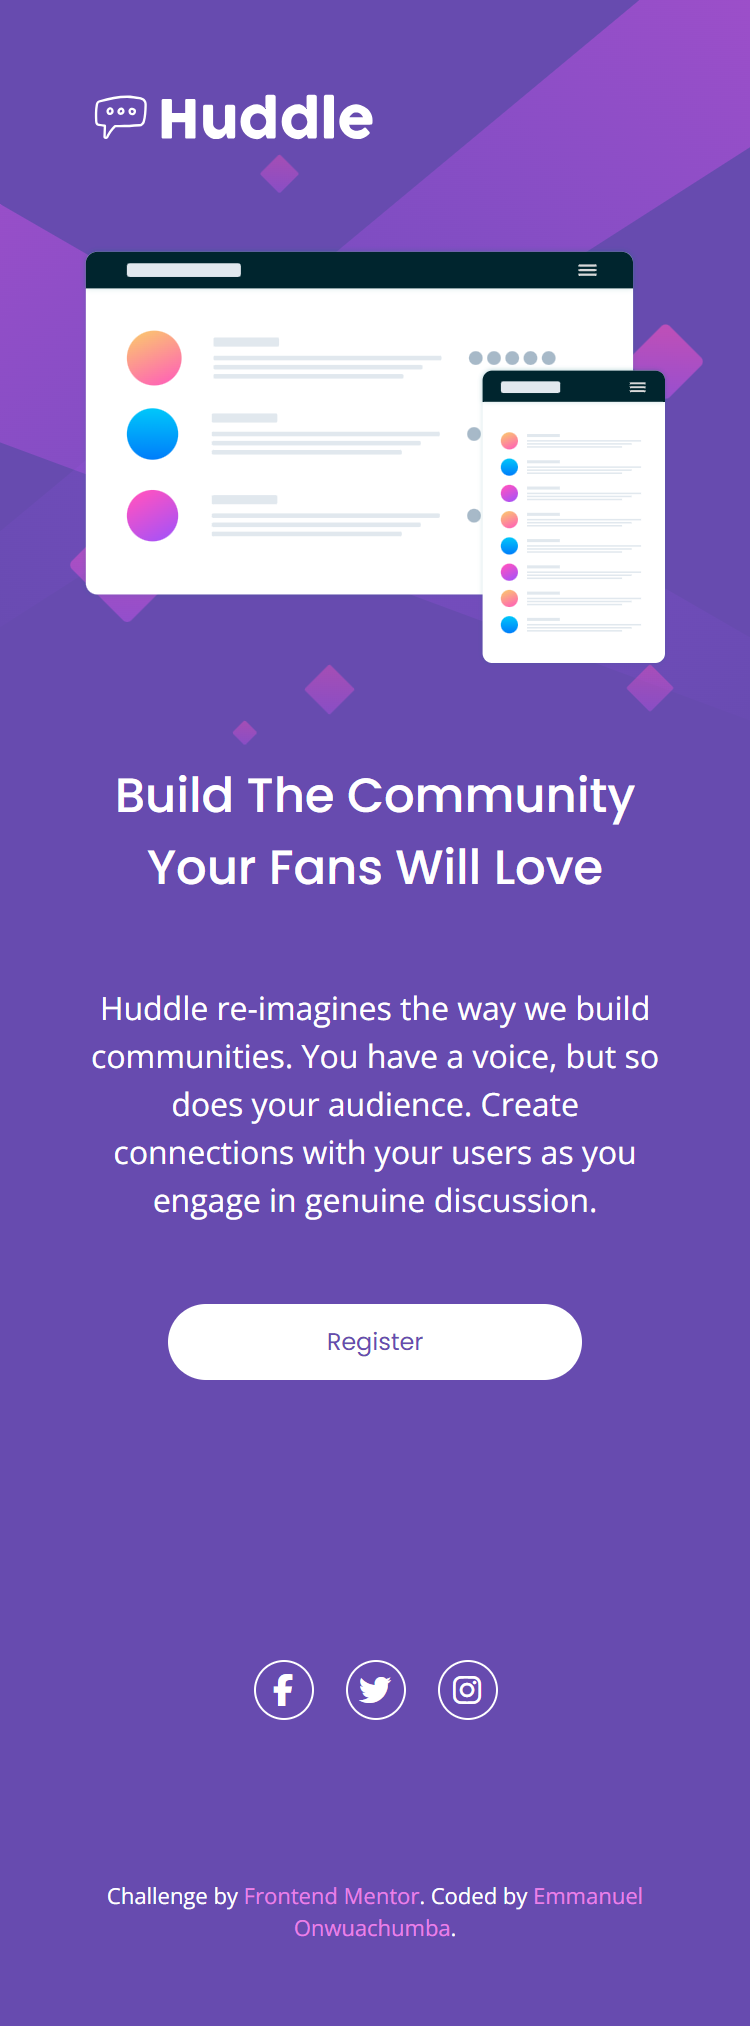 Huddle
Build The Community
Your Fans Will Love
Huddle re-imagines the way we build
communities. You have a voice, but so
does your audience. Create
connections with your users as you
engage in genuine discussion.
Register
Challenge by Frontend Mentor. Coded by Emmanuel
Onwuachumba.